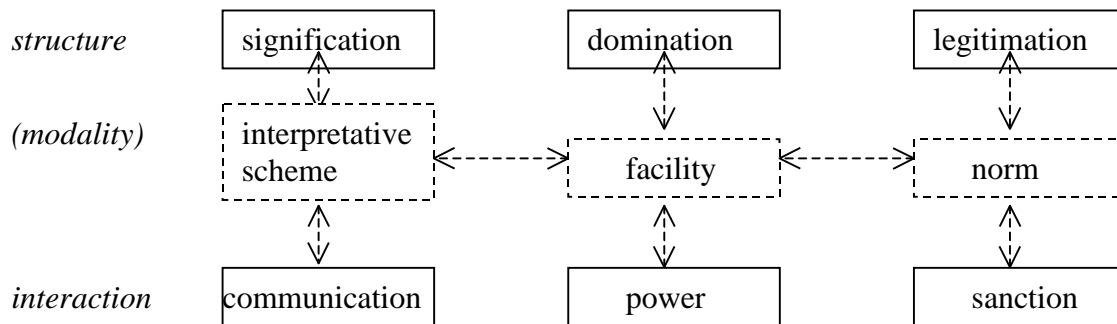 structure signification domination legitimation
(modality) interpretative
scheme facility norm
interaction communication power sanction